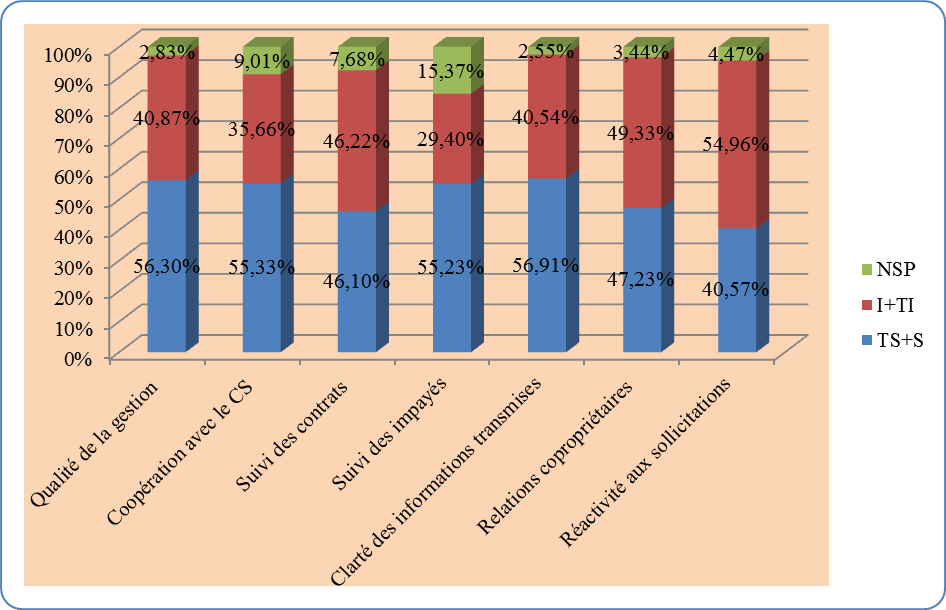 100%
90%
80%
70%
60%
50%
40%
30%
20%
10%
0%
2,83% 9,01% 7,68% 15,37% 2,55% 3,44% 4,47%
40,87% 35,66% 46,22% 29,40% 40,54% 49,33% 54,96%
56,30% 55,33% 46,10% 55,23% 56,91% 47,23% 40,57%
Qualité de la gestion
Coopération avec le CS
Suivi des contrats
Suivi des impayés
Clarté des informations transmises
Relations copropriétaires
Réactivité aux sollicitations
NSP
I+TI
TS+S